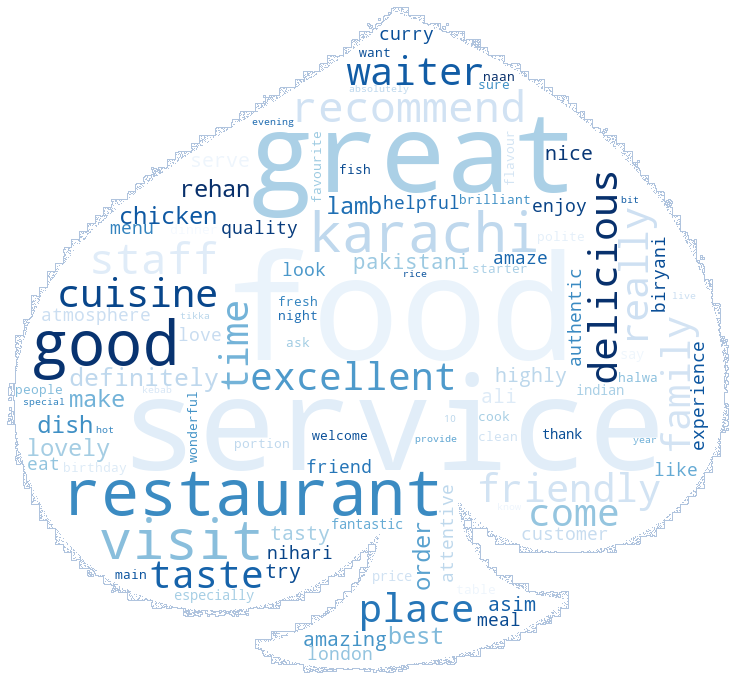 curry
want
waiter
naan
sure
absolutely
recommend
evening
great
favourite
flavour
nice
serve
fish
rehan
delicious
lamb
helpful
brilliant
enjoy
bit
chicken
menu
quality
karachi
really
polite
staff
look
pakistani
amaze
starter
biryani
authentic
rice
food
cuisine
fresh
night
time
live
atmosphere
tikka
good
love
ask
family
say
experience
definitely
excellent
highly
halwa
people
kebab
indian
special
make
wonderful
service
ali
10
cook
dish
hot
portion
welcome
provide
clean
thank
year
lovely
eat
birthday
friend
like
restaurant
friendly
attentive
come
visit
tasty
fantastic
order
customer
nihari
main
taste
try
price
table
especially
place
asim
meal
amazing
best
london